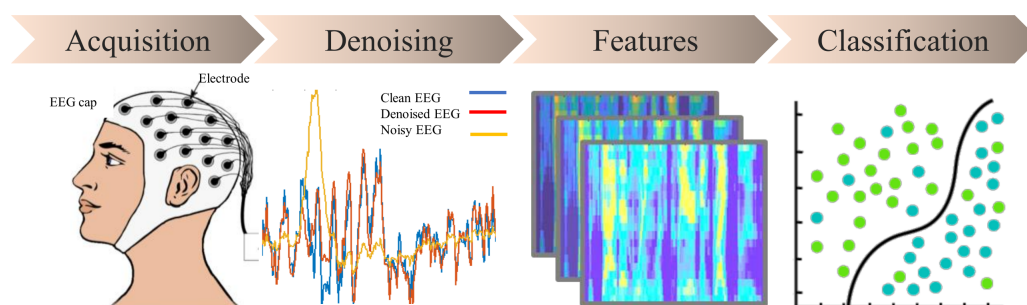 Acquisition
Denoising
Features
Classification
Electrode
EEG cap
Clean EEG
Denoised EEG
Noisy EEG